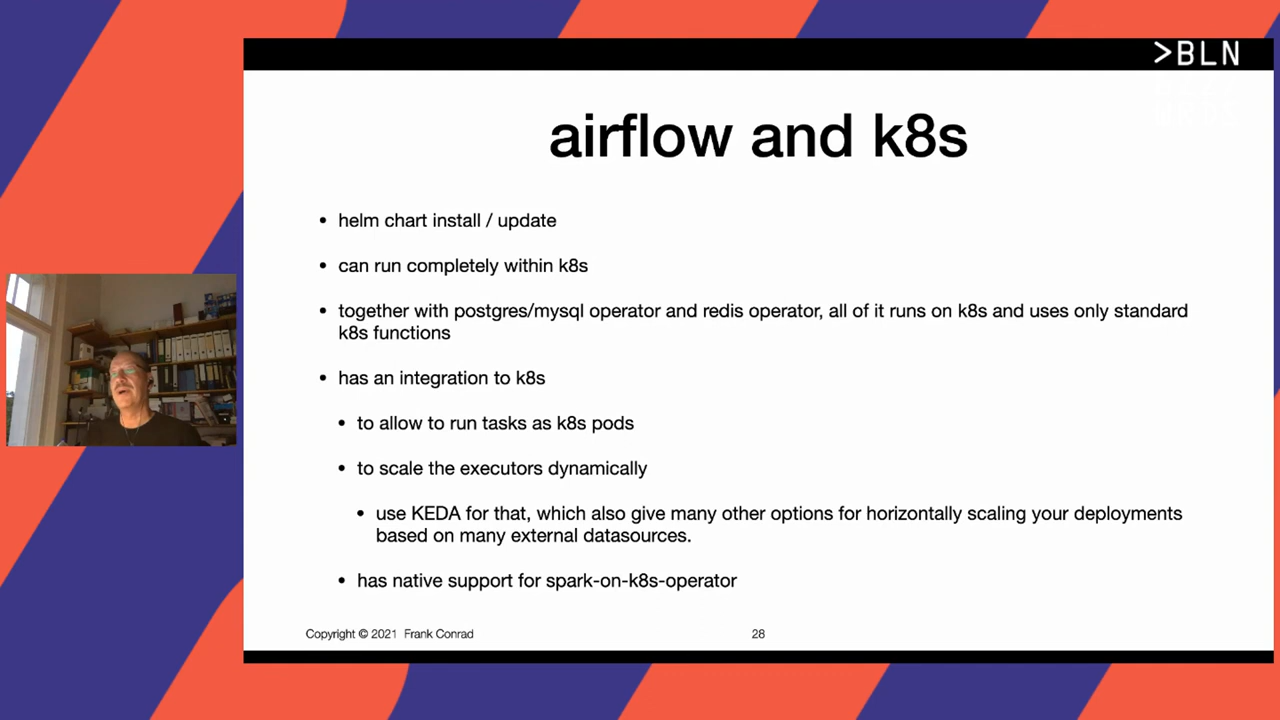 >BLN
airflow and k8s
• helm chart install / update
• can run completely within k8s
• together with postgres/mysql operator and redis operator, all of it runs on k8s and uses only standard
k8s functions
• has an integration to k8s
• to allow to run tasks as k8s pods
• to scale the executors dynamically
• use KEDA for that, which also give many other options for horizontally scaling your deployments
based on many external datasources.
• has native support for spark-on-k8s-operator
Copyright © 2021 Frank Conrad
28